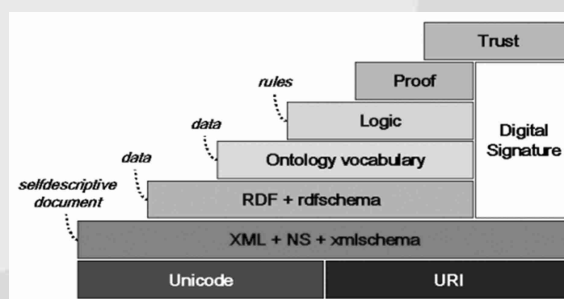 Trust
Proof
rules
Logic
Digital
Signature
data
Ontology vocabulary
data
RDF + rdfschema
selfdescriptive
document
XML + NS + xmlschema
Unicode
URI